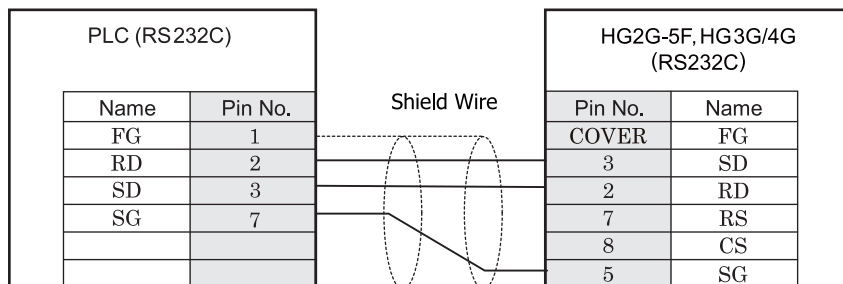 PLC (RS232C)
HG2G-5F, HG3G/4G
(RS232C)
Shield Wire
Name Pin No.
FG 1
RD 2
SD 3
SG 7
Pin No. Name
COVER FG
3 SD
2 RD
7 RS
8 CS
5 SG